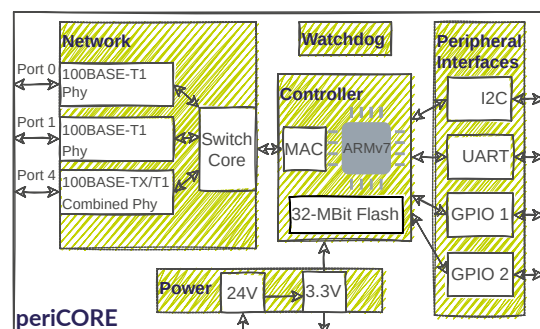 Network
Watchdog
Peripheral
Interfaces
Port 0
100BASE-T1
Phy
Port 1
100BASE-T1
Phy
Port 4
100BASE-TX/T1
Combined Phy
Switch
Core
Controller
MAC
ARMv7
32-MBit Flash
I2C
UART
GPIO 1
GPIO 2
Power
24V
3.3V
periCORE